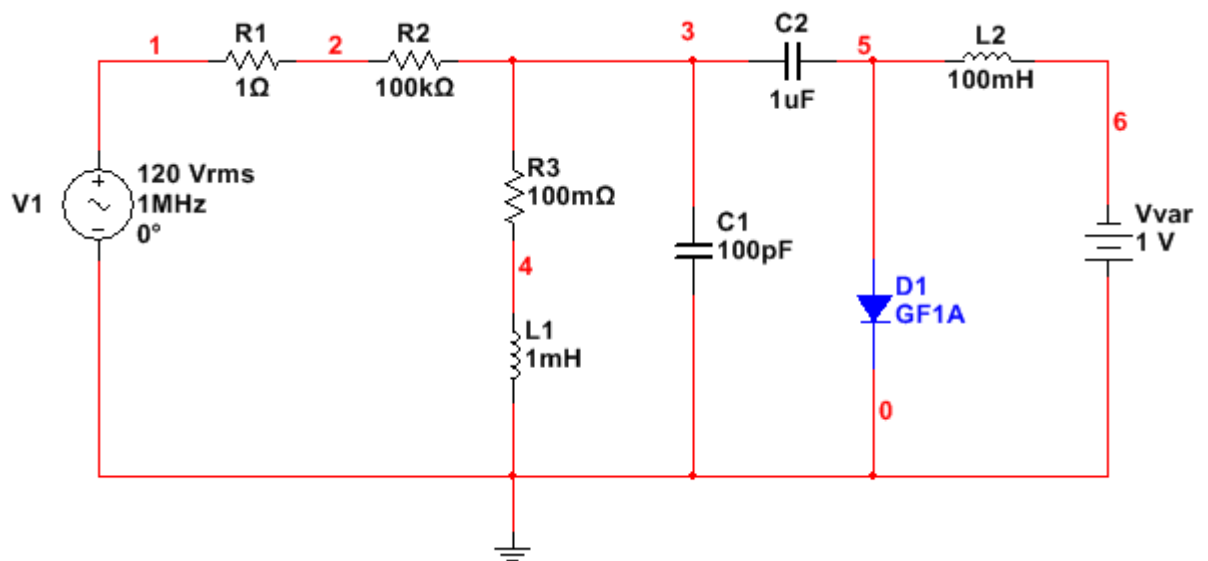 1
R1
1Ω
2
R2
100kΩ
3
C2
1uF
5
L2
100mH
6
V1
120 Vrms
1MHz
0°
R3
100mΩ
4
L1
1mH
C1
100pF
D1
GF1A
0
Vvar
1 V